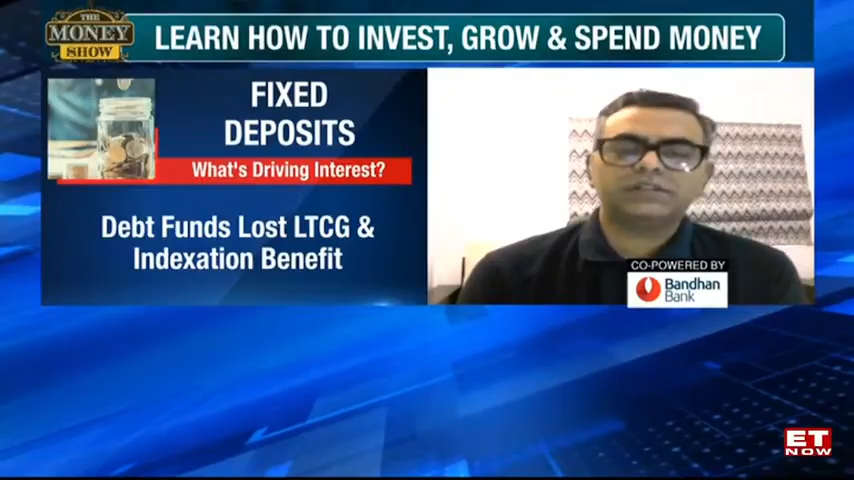 THE
MONEY
SHOW
LEARN HOW TO INVEST, GROW & SPEND MONEY
FIXED
DEPOSITS
What's Driving Interest?
Debt Funds Lost LTCG &
Indexation Benefit
CO-POWERED BY
Bandhan
Bank
ET
NOW